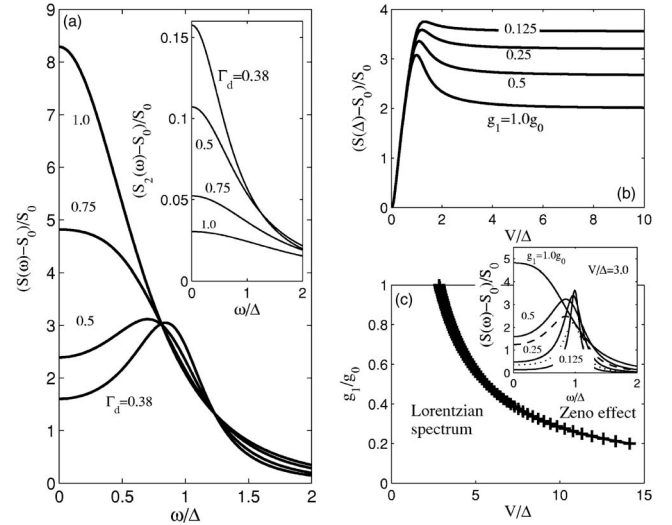 (a)
(S(ω)−S₀)/S₀
9
8
7
6
5
4
3
2
1
0
1.0
0.75
0.5
Γd=0.38
0 0.5 1 1.5 2
ω/Δ
(S₂(ω)−S₀)/S₀
0.15
0.1
0.05
0
Γd=0.38
0.5
0.75
1.0
0 1 2
ω/Δ
(S(Δ)−S₀)/S₀
4
3
2
1
0
0.125
0.25
0.5
g₁=1.0g₀
(b)
0 2 4 6 8 10
V/Δ
(c)
g₁/g₀
1
0.8
0.6
0.4
0.2
0
Lorentzian
spectrum
Zeno effect
0 5 10 15
V/Δ
(S(ω)−S₀)/S₀
5
4
3
2
1
0
g₁=1.0g₀
V/Δ=3.0
0.5
0.25
0.125
0 1 2
ω/Δ